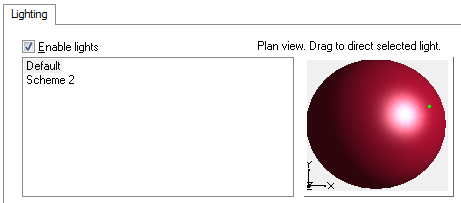 Lighting
Enable lights
Plan view. Drag to direct selected light.
Default
Scheme 2
Y
Z
X